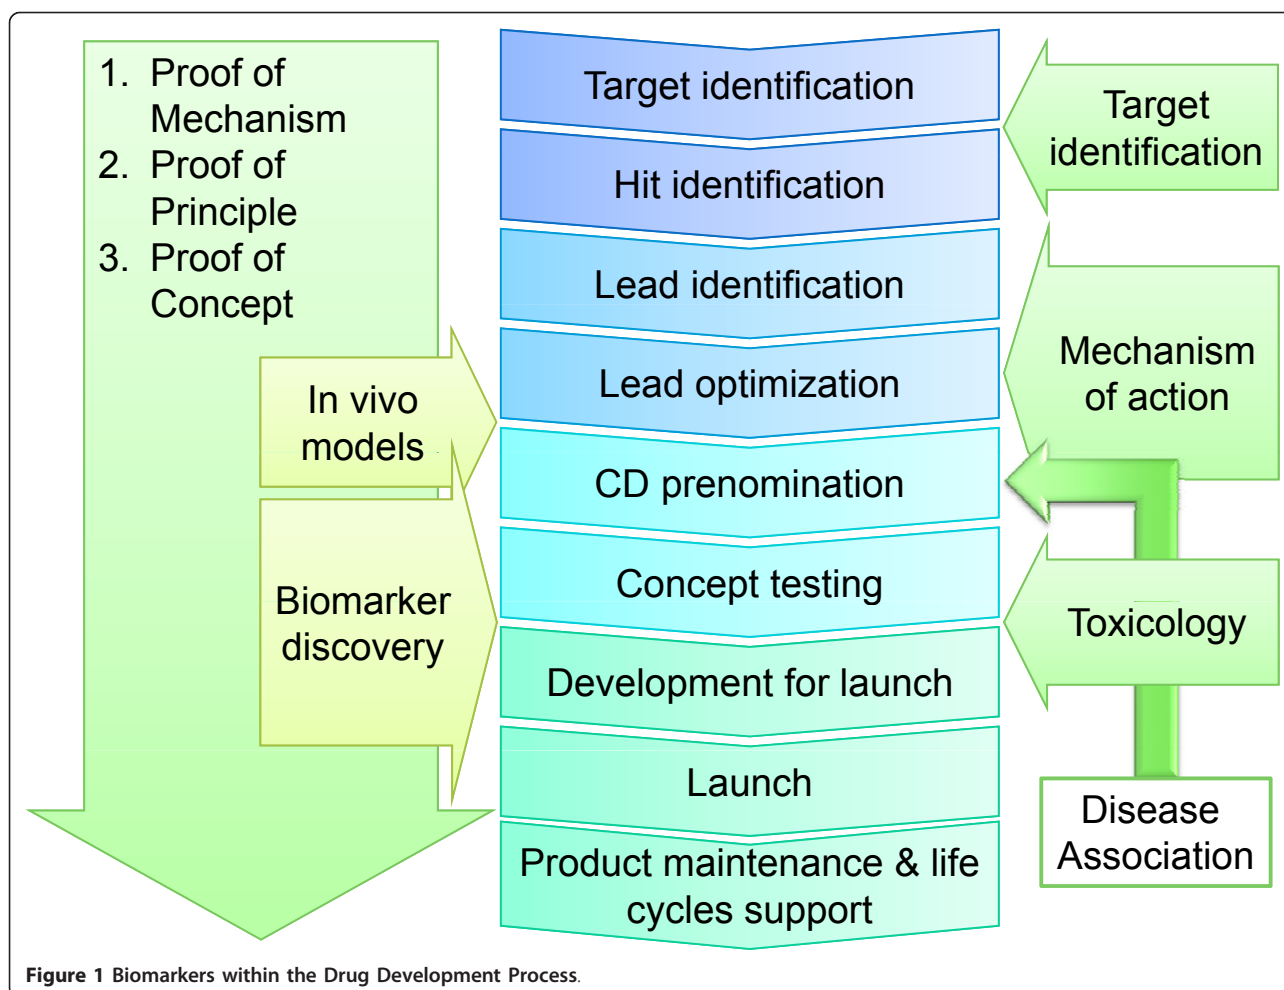 1. Proof of
Mechanism
2. Proof of
Principle
3. Proof of
Concept
In vivo
models
Biomarker
discovery
Target identification
Hit identification
Lead identification
Lead optimization
CD prenomination
Concept testing
Development for launch
Launch
Product maintenance & life
cycles support
Target
identification
Mechanism
of action
Toxicology
Disease
Association
Figure 1 Biomarkers within the Drug Development Process.